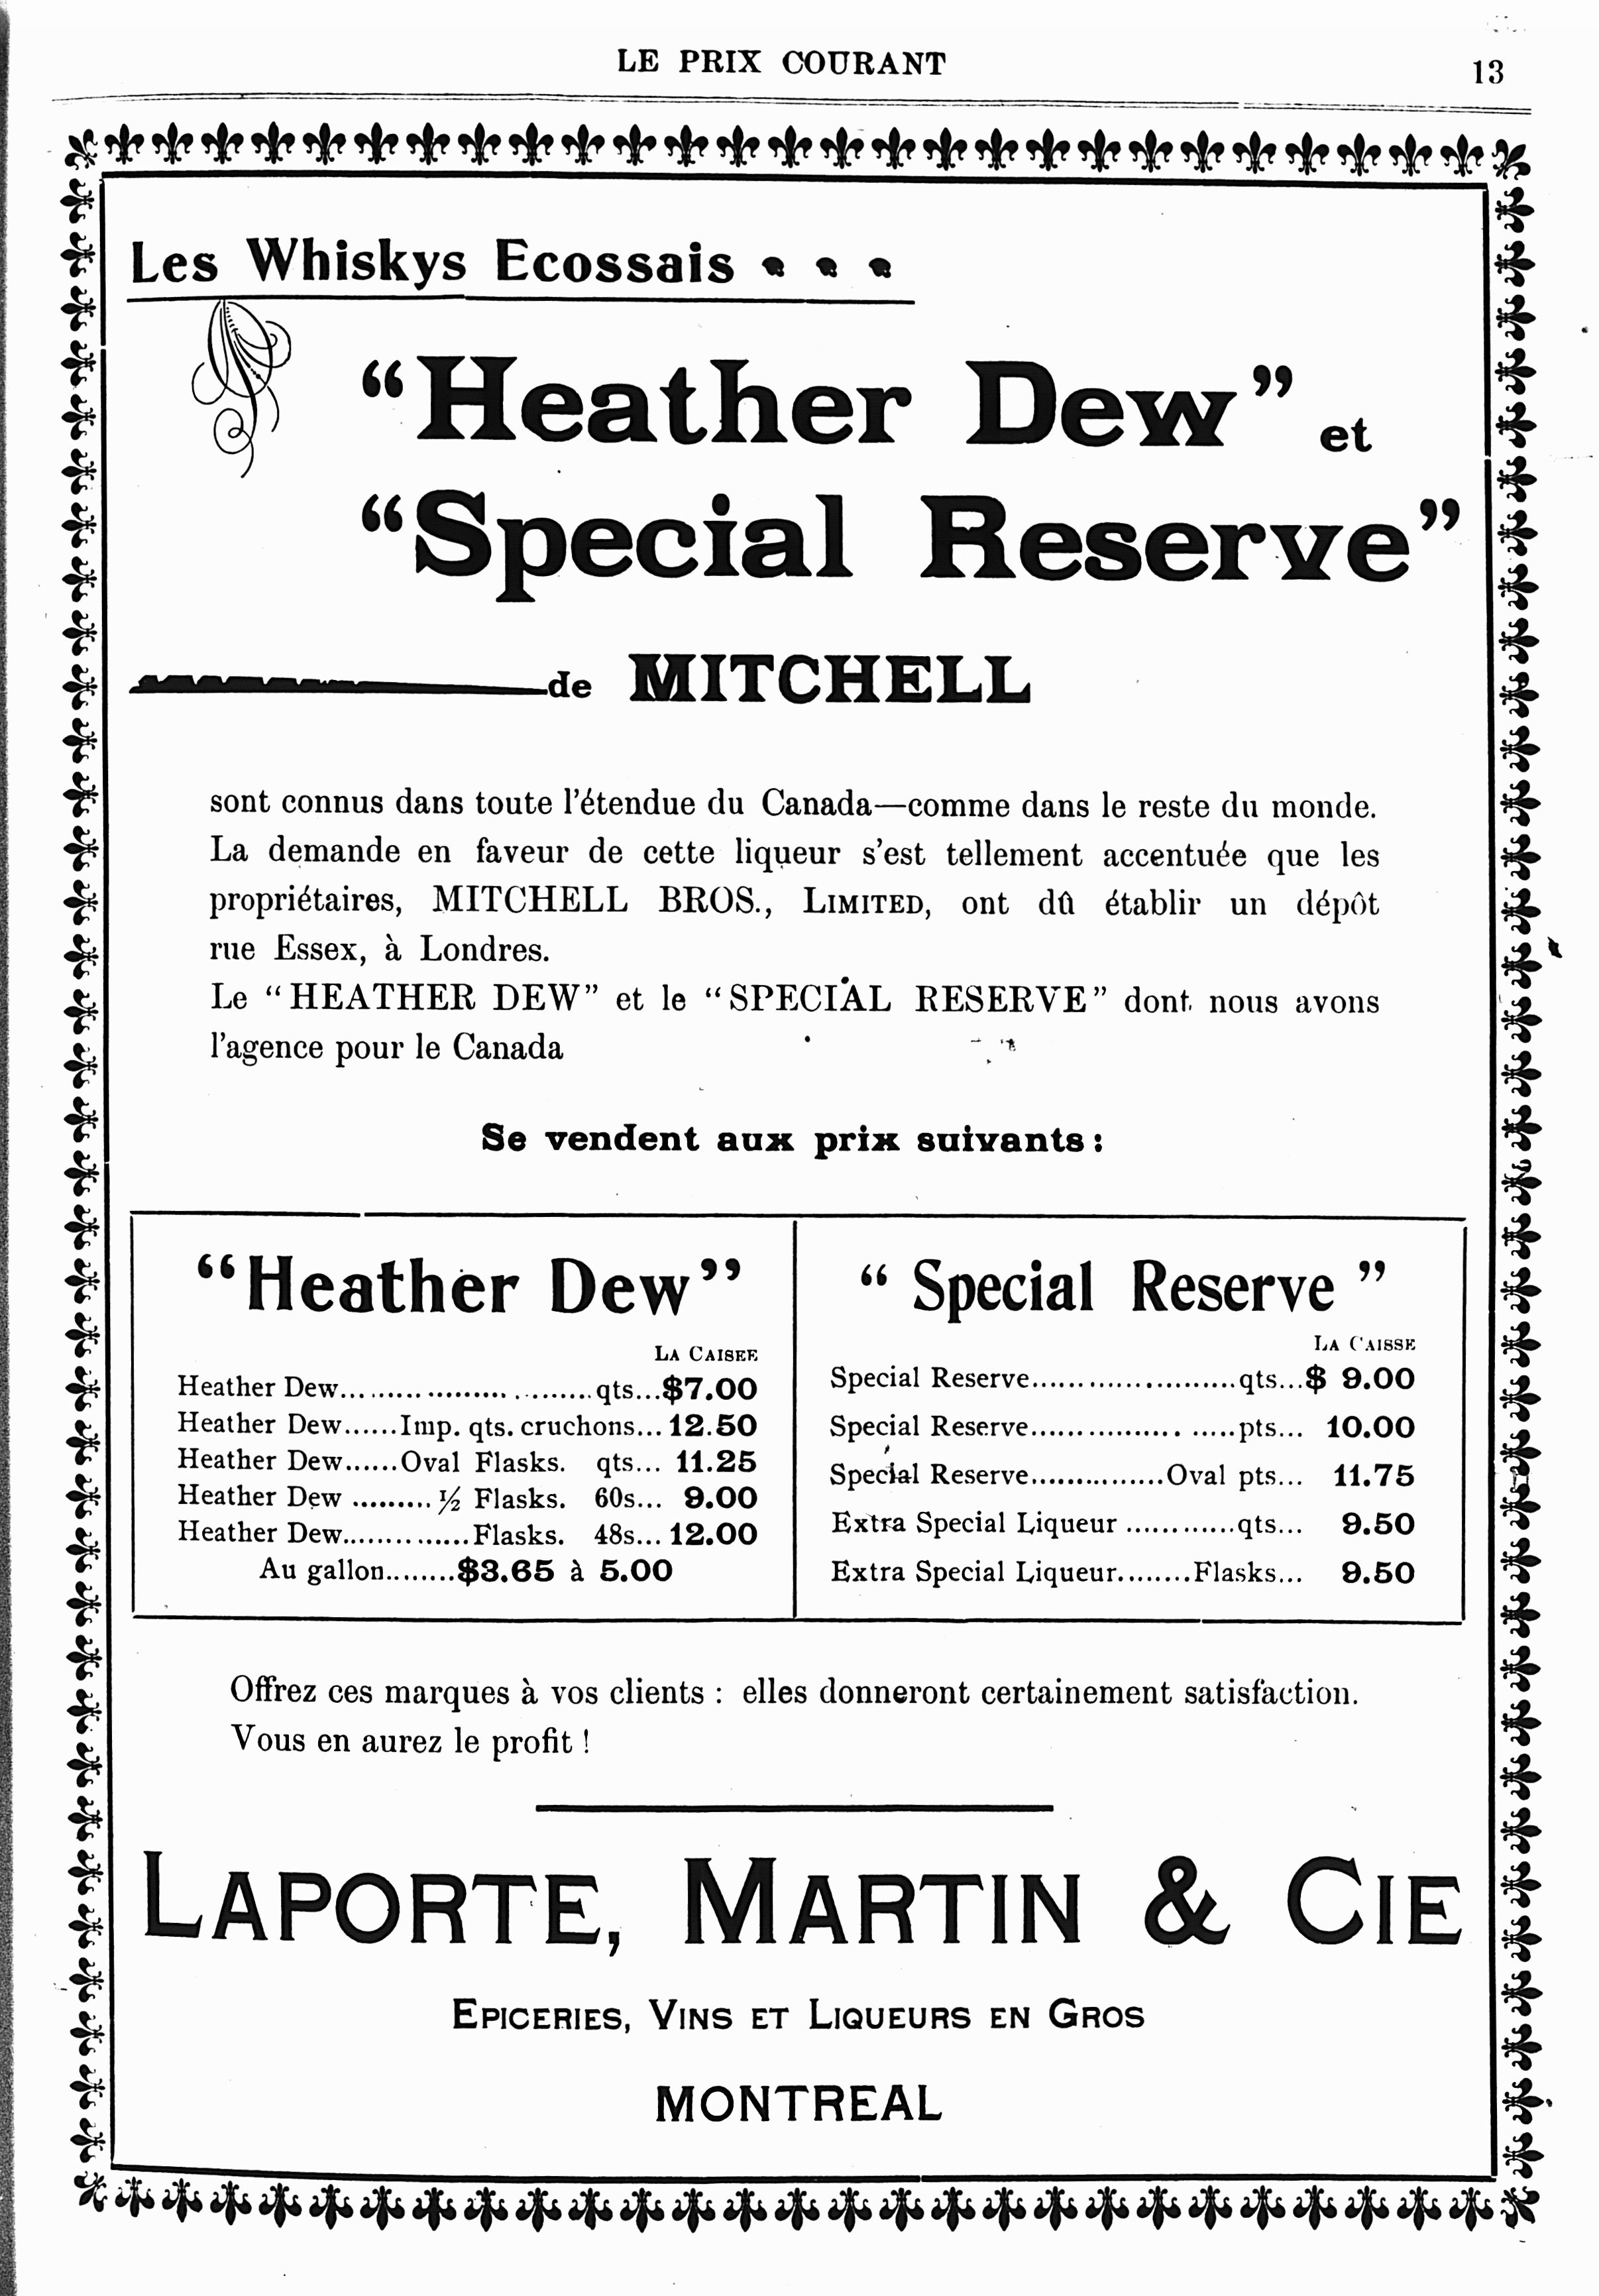 LE PRIX COURANT 13
Les Whiskys Ecossais
“Heather Dew” et
“Special Reserve”
de MITCHELL
sont connus dans toute l'étendue du Canada—comme dans le reste du monde.
La demande en faveur de cette liqueur s'est tellement accentuée que les
propriétaires, MITCHELL BROS., LIMITED, ont dû établir un dépôt
rue Essex, à Londres.
Le “HEATHER DEW” et le “SPECIAL RESERVE” dont nous avons
l'agence pour le Canada
Se vendent aux prix suivants:
“Heather Dew”
LA CAISEE
Heather Dew..............................qts...$7.00
Heather Dew......Imp. qts. cruchons... 12.50
Heather Dew......Oval Flasks. qts... 11.25
Heather Dew ......... ½ Flasks. 60s... 9.00
Heather Dew..............Flasks. 48s... 12.00
Au gallon........$3.65 à 5.00
“ Special Reserve ”
LA CAISSE
Special Reserve........................qts...$ 9.00
Special Reserve................. .....pts... 10.00
Special Reserve...............Oval pts... 11.75
Extra Special Liqueur ............qts... 9.50
Extra Special Liqueur........Flasks... 9.50
Offrez ces marques à vos clients : elles donneront certainement satisfaction.
Vous en aurez le profit !
LAPORTE, MARTIN & CIE
EPICERIES, VINS ET LIQUEURS EN GROS
MONTREAL